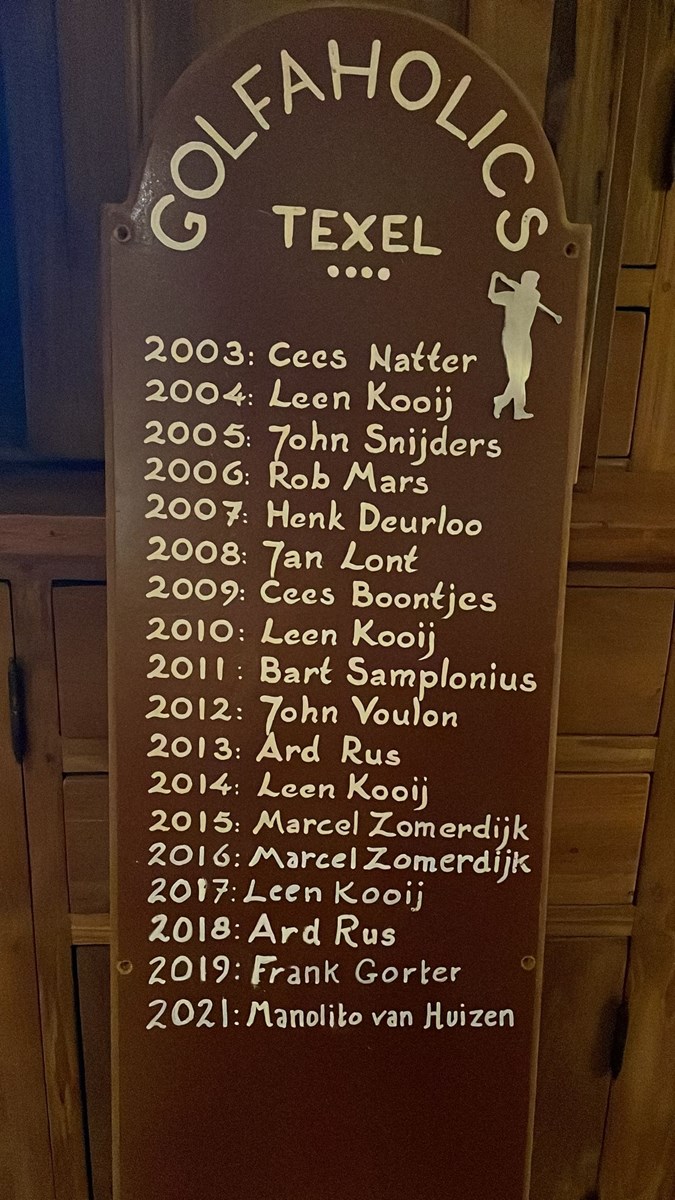 GOLFAHOLICS
TEXEL
••••
2003: Cees Natter
2004: Leen Kooij
2005: John Snijders
2006: Rob Mars
2007: Henk Deurloo
2008: Jan Lont
2009: Cees Boontjes
2010: Leen Kooij
2011: Bart Samplonius
2012: John Voulon
2013: Ard Rus
2014: Leen Kooij
2015: Marcel Zomerdijk
2016: Marcel Zomerdijk
2017: Leen Kooij
2018: Ard Rus
2019: Frank Gorter
2021: Manolito van Huizen